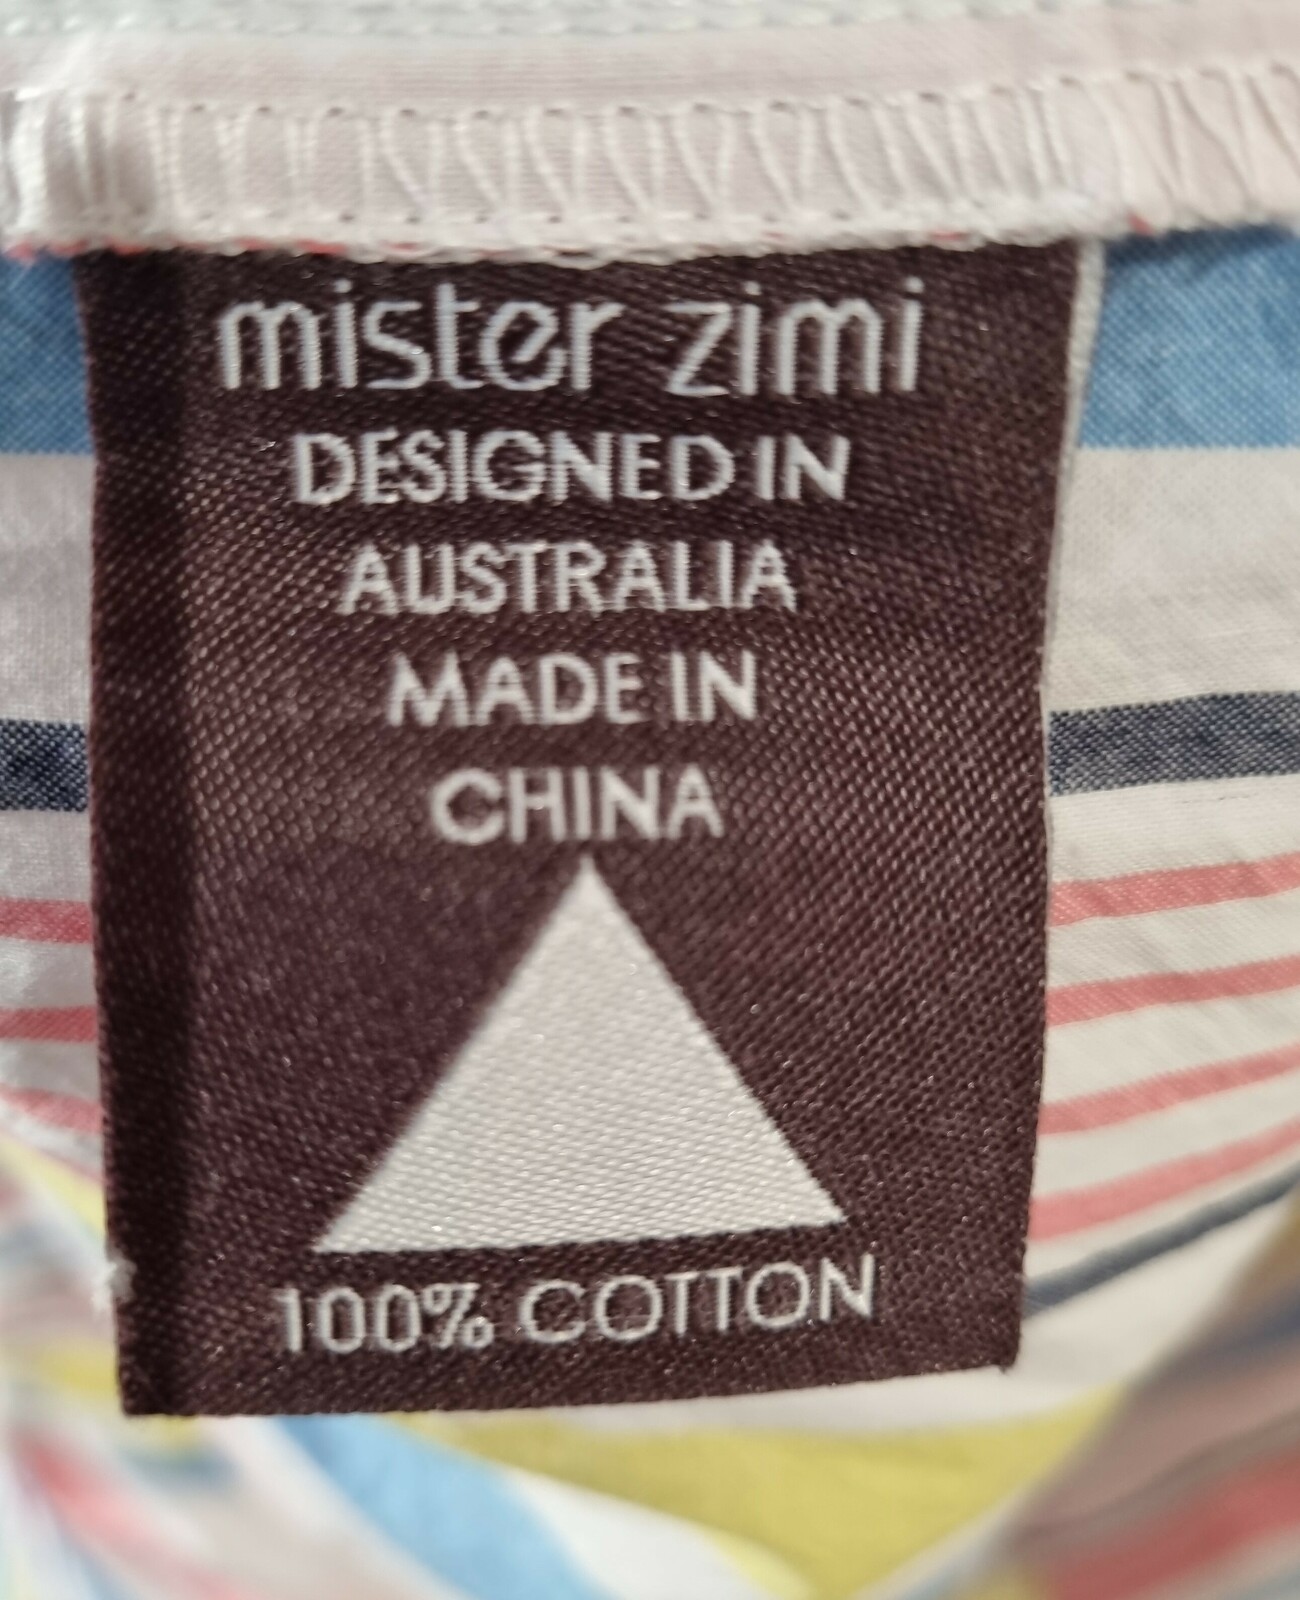 mister zimi
DESIGNED IN
AUSTRALIA
MADE IN
CHINA
100% COTTON